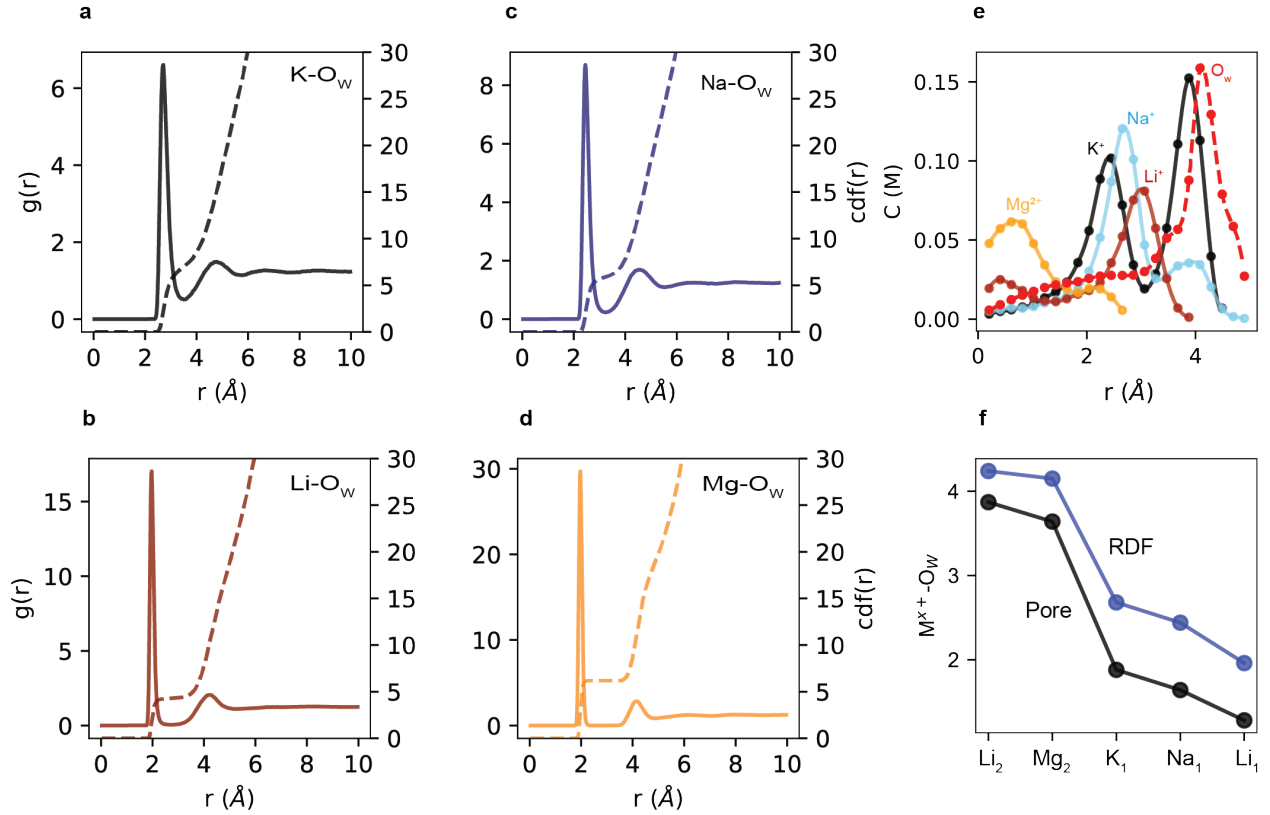 a
K-O_W
g(r)
6
4
2
0
30
25
20
15
10
5
0
0 2 4 6 8 10
r (Å)
c
Na-O_W
8
6
4
2
0
30
25
20
15
10
5
0
cdf(r)
0 2 4 6 8 10
r (Å)
e
C (M)
0.15
0.10
0.05
0.00
O_w
Na⁺
K⁺
Li⁺
Mg²⁺
0 2 4
r (Å)
b
Li-O_W
g(r)
15
10
5
0
30
25
20
15
10
5
0
0 2 4 6 8 10
r (Å)
d
Mg-O_W
30
20
10
0
30
25
20
15
10
5
0
cdf(r)
0 2 4 6 8 10
r (Å)
f
M^{x+}-O_W
4
3
2
RDF
Pore
Li₂ Mg₂ K₁ Na₁ Li₁